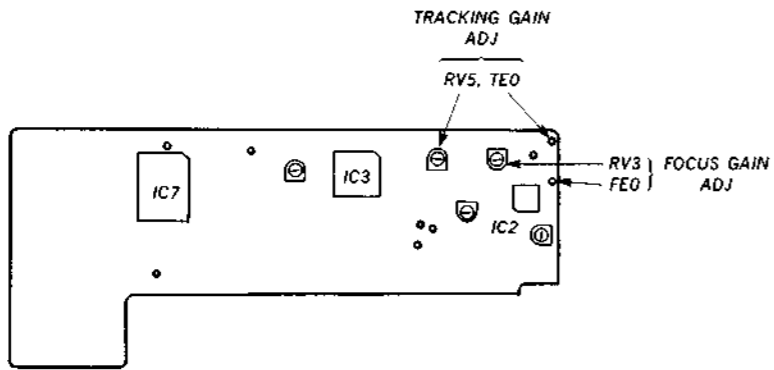 TRACKING GAIN
ADJ
RV5, TEO
RV3
FEO
FOCUS GAIN
ADJ
IC7
IC3
IC2